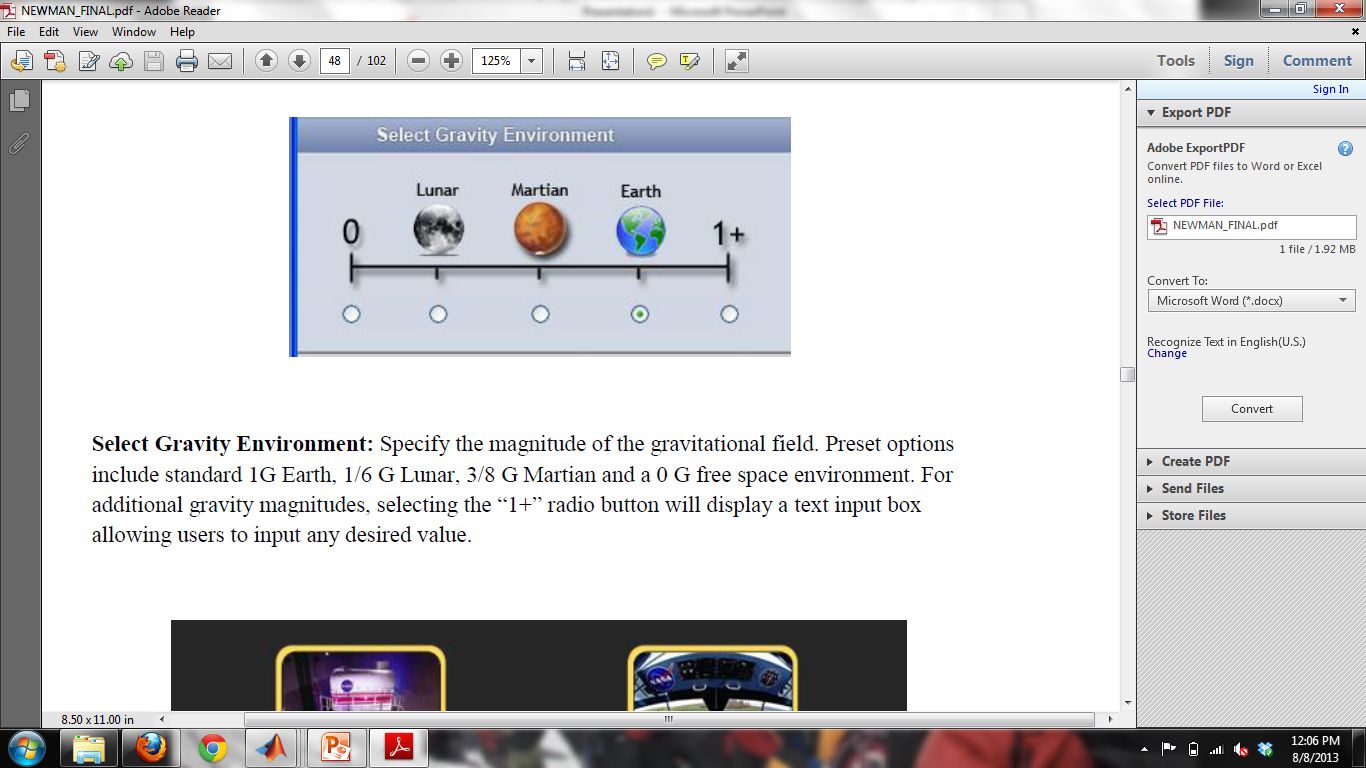 NEWMAN_FINAL.pdf - Adobe Reader
File Edit View Window Help
48 / 102 125% Tools Sign Comment
Sign In
Export PDF
Adobe ExportPDF
Convert PDF files to Word or Excel
online.
Select PDF File:
NEWMAN_FINAL.pdf
1 file / 1.92 MB
Convert To:
Microsoft Word (*.docx)
Recognize Text in English(U.S.)
Change
Convert
Create PDF
Send Files
Store Files
Select Gravity Environment
Lunar Martian Earth
0 1+
Select Gravity Environment: Specify the magnitude of the gravitational field. Preset options
include standard 1G Earth, 1/6 G Lunar, 3/8 G Martian and a 0 G free space environment. For
additional gravity magnitudes, selecting the “1+” radio button will display a text input box
allowing users to input any desired value.
NASA NASA
8.50 x 11.00 in
12:06 PM
8/8/2013